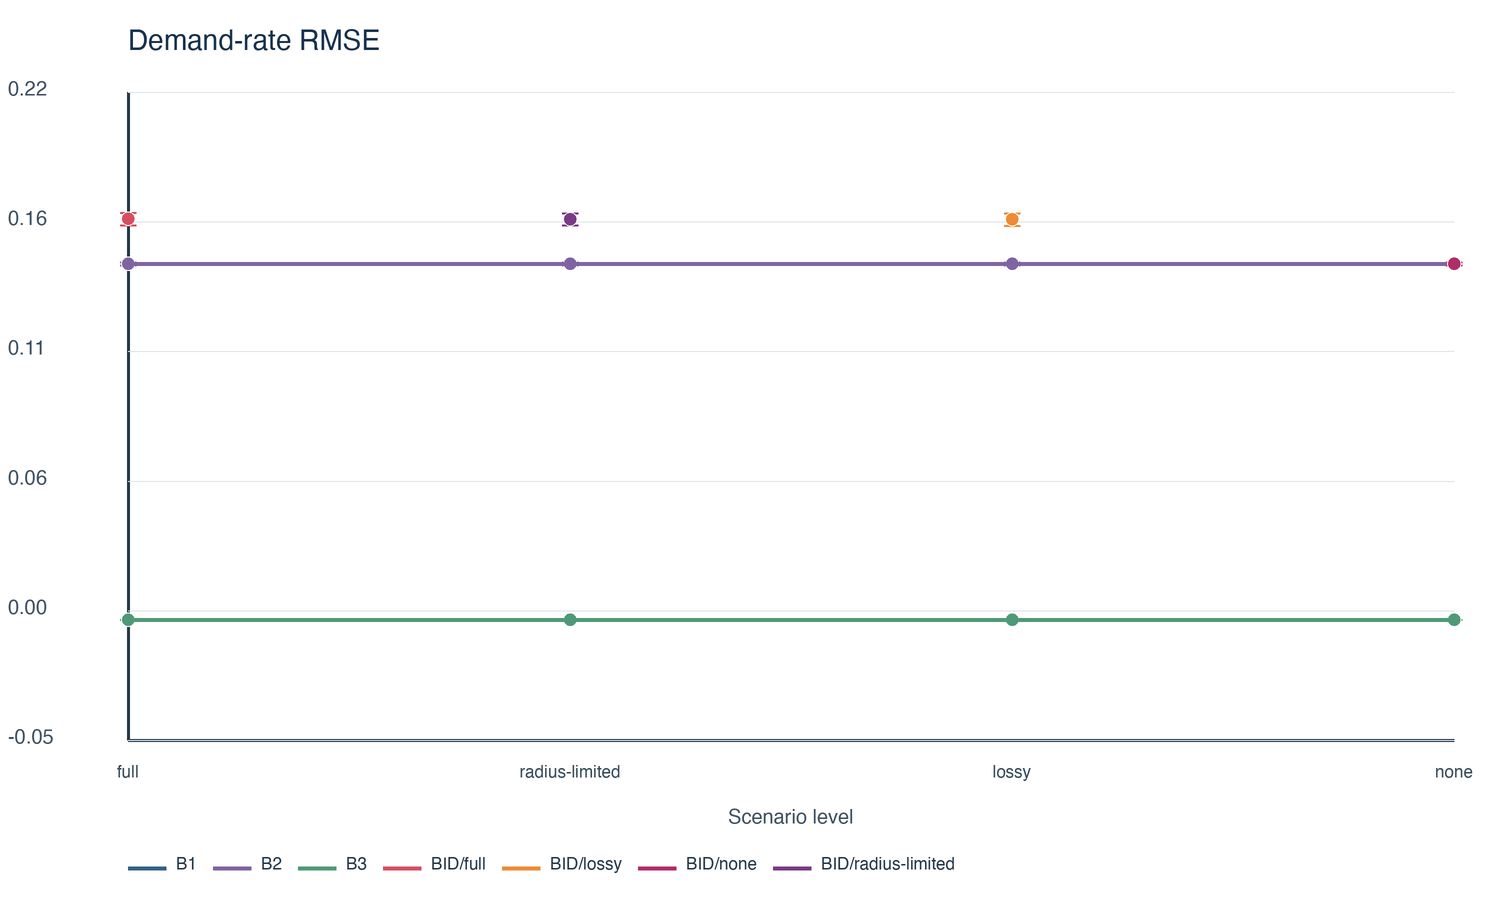 Demand-rate RMSE
0.22
0.16
0.11
0.06
0.00
-0.05
full radius-limited lossy none
Scenario level
B1 B2 B3 BID/full BID/lossy BID/none BID/radius-limited